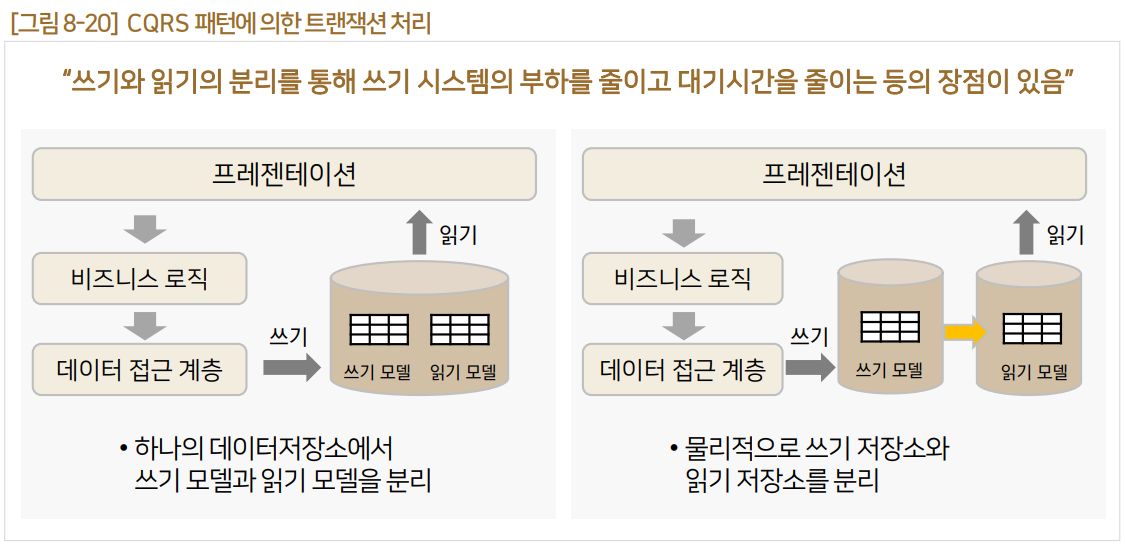 [그림 8-20] CQRS 패턴에 의한 트랜잭션 처리
“쓰기와 읽기의 분리를 통해 쓰기 시스템의 부하를 줄이고 대기시간을 줄이는 등의 장점이 있음”
프레젠테이션
읽기
비즈니스 로직
쓰기
데이터 접근 계층
쓰기 모델
읽기 모델
• 하나의 데이터저장소에서
쓰기 모델과 읽기 모델을 분리
프레젠테이션
읽기
비즈니스 로직
쓰기
데이터 접근 계층
쓰기 모델
읽기 모델
• 물리적으로 쓰기 저장소와
읽기 저장소를 분리